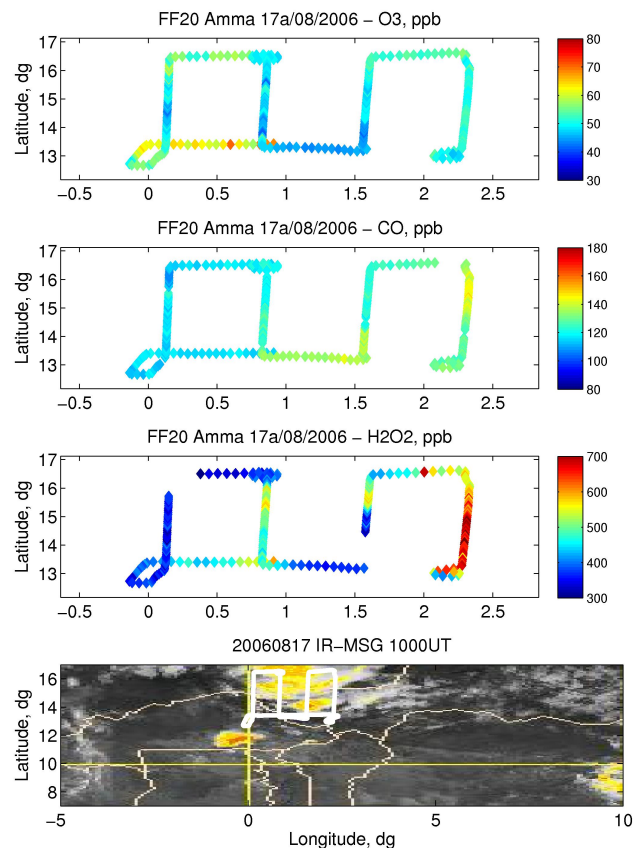 FF20 Amma 17a/08/2006 − O3, ppb
17
16
15
14
13
Latitude, dg
−0.5 0 0.5 1 1.5 2 2.5
80
70
60
50
40
30
FF20 Amma 17a/08/2006 − CO, ppb
17
16
15
14
13
Latitude, dg
−0.5 0 0.5 1 1.5 2 2.5
180
160
140
120
100
80
FF20 Amma 17a/08/2006 − H2O2, ppb
17
16
15
14
13
Latitude, dg
−0.5 0 0.5 1 1.5 2 2.5
700
600
500
400
300
20060817 IR−MSG 1000UT
16
14
12
10
8
Latitude, dg
−5 0 5 10
Longitude, dg